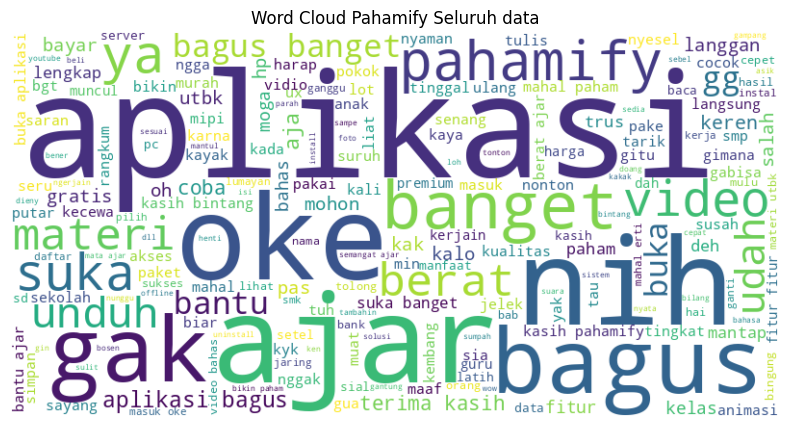 Word Cloud Pahamify Seluruh data
youtube beli server ngga harap nyaman tulis nyesel gampang
bayar bagus banget pahamify langgan sebel cepet
ya gg cocok asik
lengkap muncul bikin murah vidio pokok lot tinggal ulang mahal paham baca hasil
buka aplikasi bgt utbk moga hp ux anak senang langsung instal
saran mipi aja ganggu parah kaya trus pake kerja smp
aplikasi
rangkum pc karna liat sampe suruh harga tarik gitu keren salah
sesuai mantul kayak kada foto berat ajar sedia gimana
bener install loh tonton
seru ngerjain lumayan oh coba bahas pakai kali premium masuk nonton dah gabisa mulu
gratis isi kasih bintang mohon banget video doang kakak materi utbk
putar kecewa pilih dll nama kak kerjain kasih bintang susah
materi oke kalo kualitas paham deh udah buka cepat
daftar akses henti min manfaat nih mahal erti sistem
dieny mata ajar paket sukses semangat ajar berat tau suara bilang
suka mahal lihat smk pas tolong suka banget jelek yak ganti
sd sekolah nunggu offline bantu tuh tambahin bab hai bahasa fitur fitur
unduh biar setel bank solusi sumpah kasih pahamify tingkat mantap
bantu ajar gin bosen kyk ken muat kembang sia nyata bingung
simpan gak uninstall jaring ajar guru bagus
sulit video bahas nggak sial gantung latih
sayang aplikasi bagus bikin paham maaf orang wow data fitur kelas animasi
masuk oke gua terima kasih